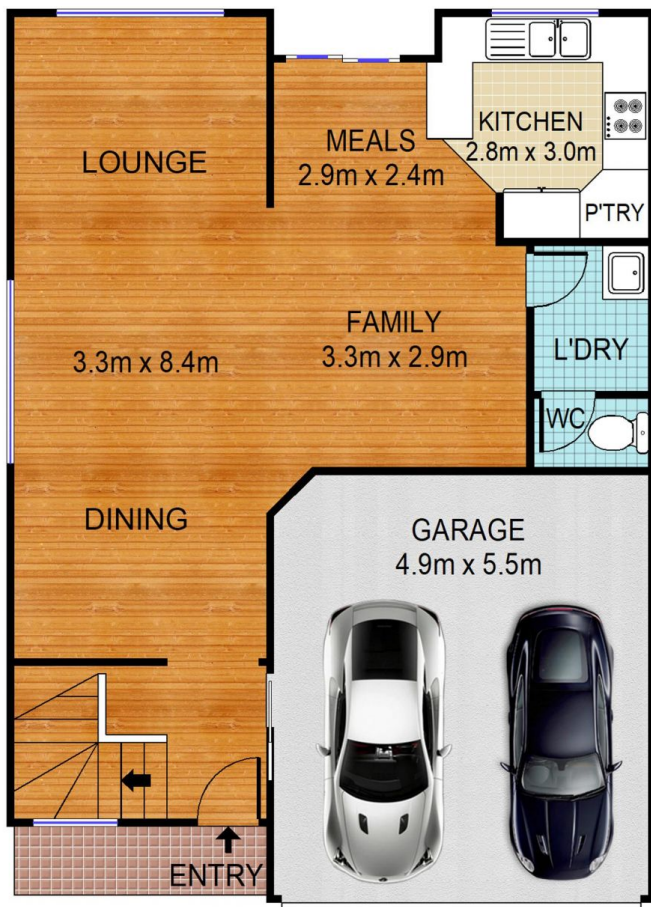 LOUNGE
MEALS
2.9m x 2.4m
KITCHEN
2.8m x 3.0m
P'TRY
FAMILY
3.3m x 2.9m
3.3m x 8.4m
L'DRY
WC
DINING
GARAGE
4.9m x 5.5m
ENTRY